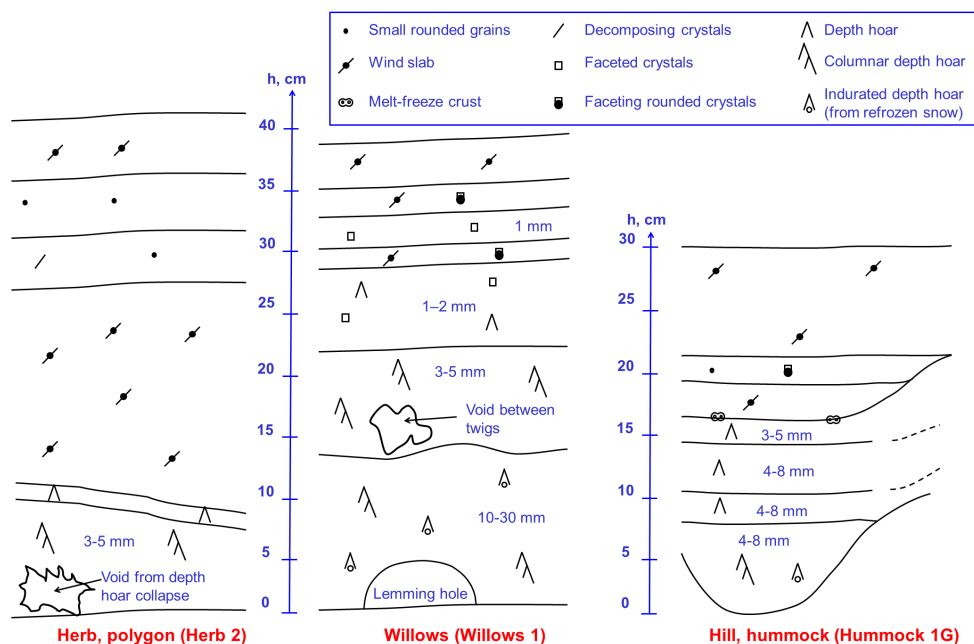 Small rounded grains
Decomposing crystals
Depth hoar
Wind slab
Faceted crystals
Columnar depth hoar
Melt-freeze crust
Faceting rounded crystals
Indurated depth hoar
(from refrozen snow)
h, cm
40
35
30
25
20
15
10
5
0
3-5 mm
Void from depth
hoar collapse
Herb, polygon (Herb 2)
1 mm
1–2 mm
3-5 mm
Void between
twigs
10-30 mm
Lemming hole
Willows (Willows 1)
h, cm
30
25
20
15
10
5
0
3-5 mm
4-8 mm
4-8 mm
4-8 mm
Hill, hummock (Hummock 1G)